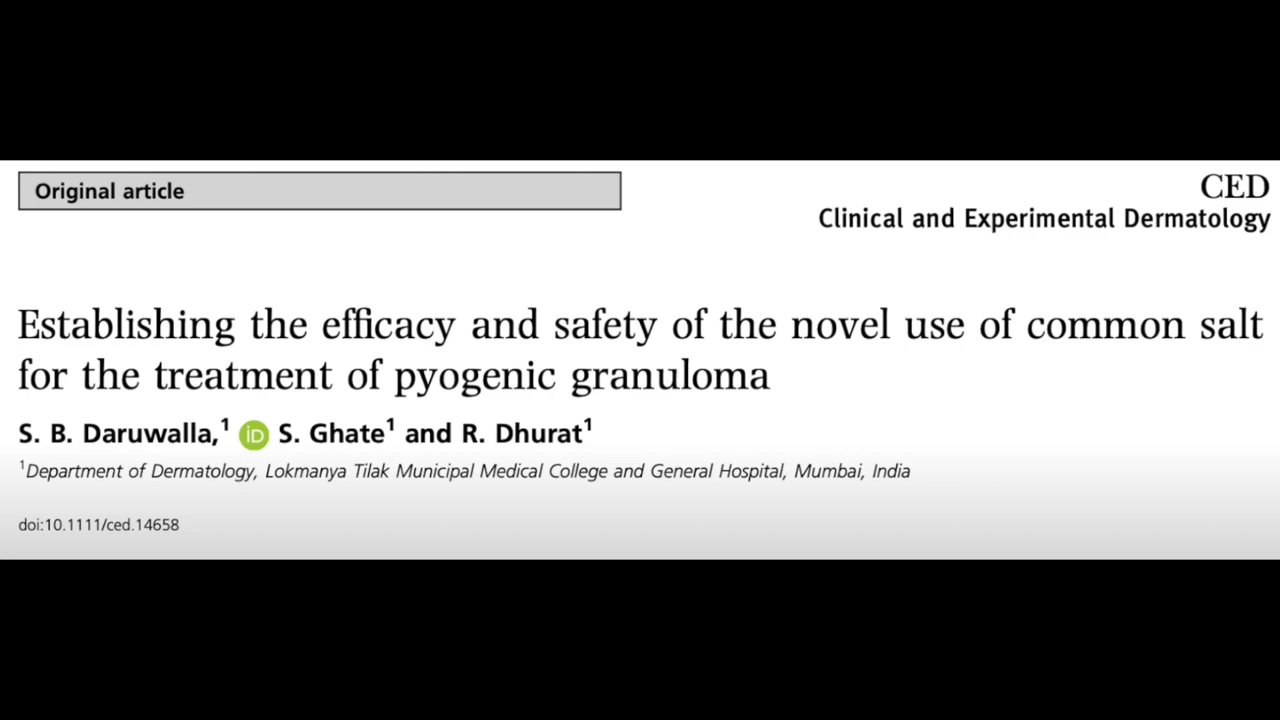 Original article
CED
Clinical and Experimental Dermatology
Establishing the efficacy and safety of the novel use of common salt
for the treatment of pyogenic granuloma
S. B. Daruwalla,¹ iD S. Ghate¹ and R. Dhurat¹
¹Department of Dermatology, Lokmanya Tilak Municipal Medical College and General Hospital, Mumbai, India
doi:10.1111/ced.14658